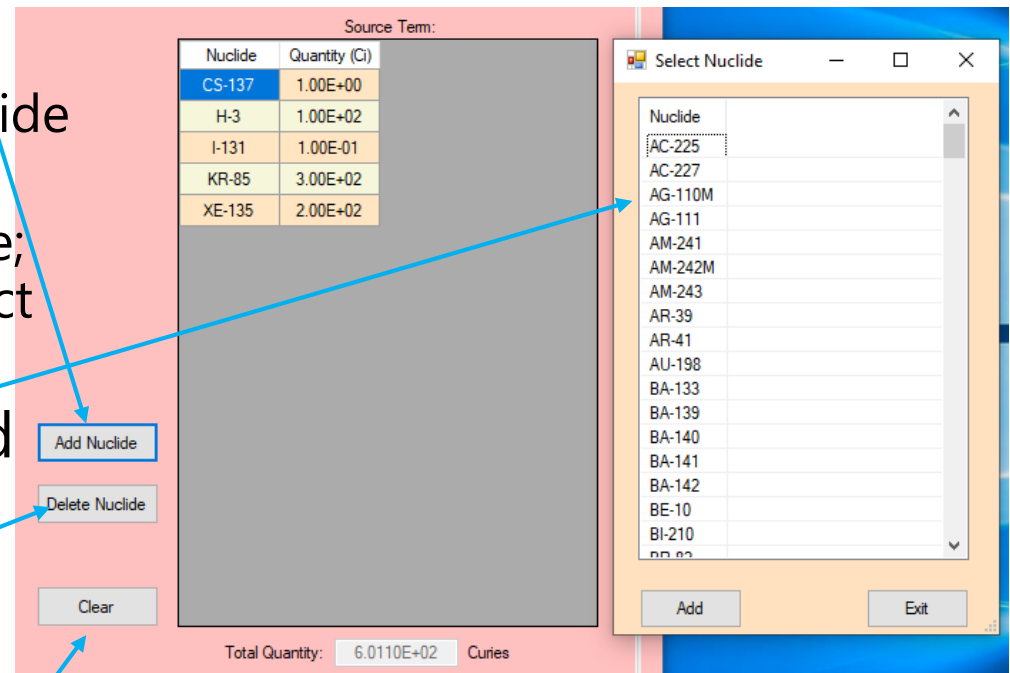 Source Term:
Nuclide Quantity (Ci)
CS-137 1.00E+00
H-3 1.00E+02
I-131 1.00E-01
KR-85 3.00E+02
XE-135 2.00E+02
ide
e;
ct
d
Add Nuclide
Delete Nuclide
Clear
Total Quantity: 6.0110E+02 Curies
Select Nuclide
Nuclide
AC-225
AC-227
AG-110M
AG-111
AM-241
AM-242M
AM-243
AR-39
AR-41
AU-198
BA-133
BA-139
BA-140
BA-141
BA-142
BE-10
BI-210
Add Exit